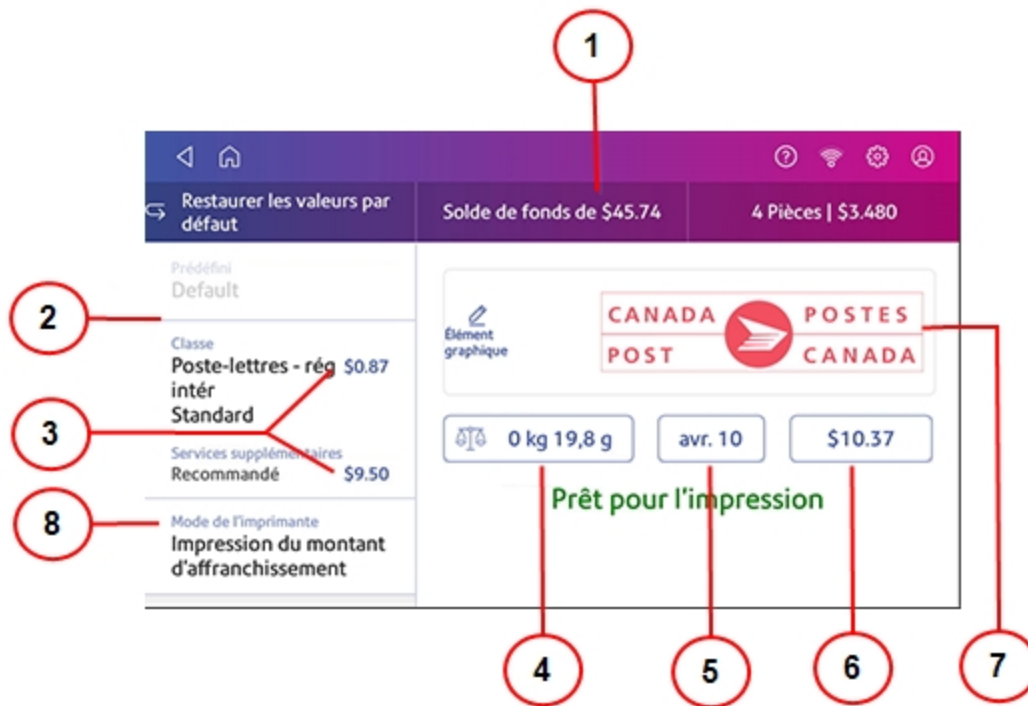 1
Restaurer les valeurs par
défaut
Solde de fonds de $45.74
4 Pièces | $3.480
Prédéfini
Default
2
Classe
Poste-lettres - rég $0.87
intér
Standard
3
Services supplémentaires
Recommandé $9.50
8
Mode de l'imprimante
Impression du montant
d'affranchissement
Élément
graphique
CANADA POSTES
POST CANADA
7
0 kg 19,8 g
avr. 10
$10.37
Prêt pour l'impression
4
5
6